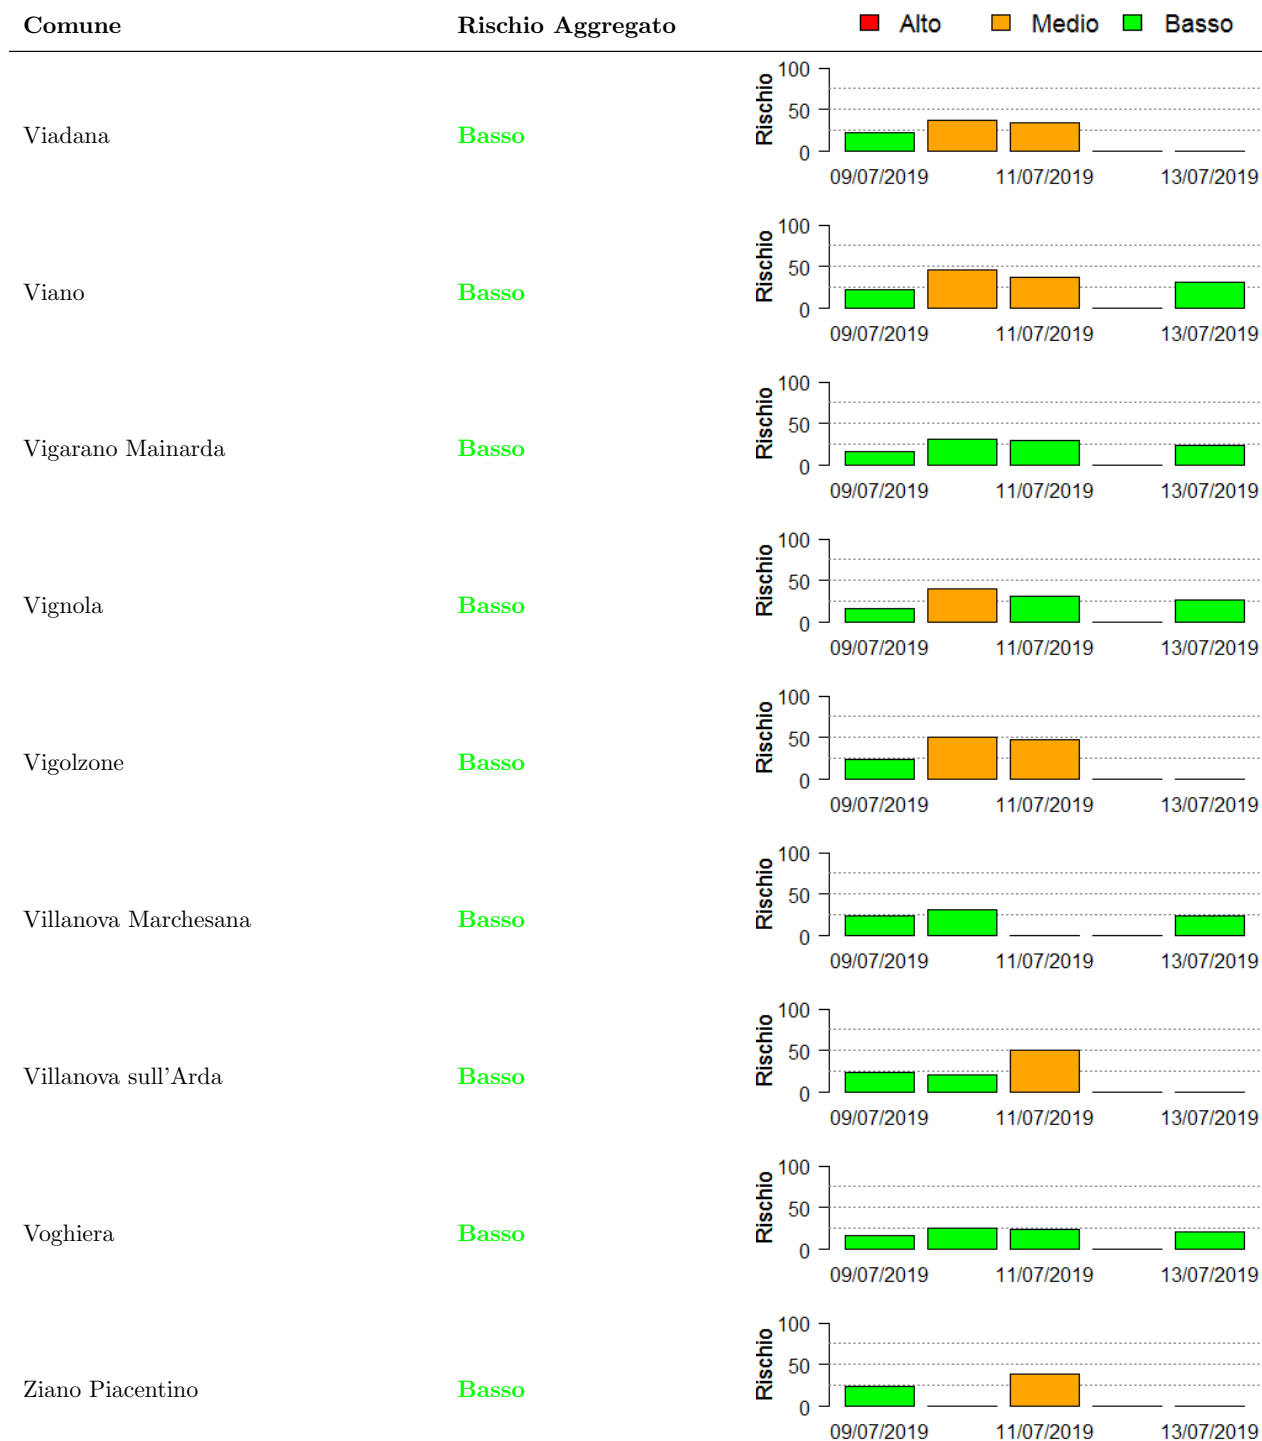 Comune Rischio Aggregato Alto Medio Basso
100
50
0
Rischio
Viadana Basso
09/07/2019 11/07/2019 13/07/2019
100
50
0
Rischio
Viano Basso
09/07/2019 11/07/2019 13/07/2019
100
50
0
Rischio
Vigarano Mainarda Basso
09/07/2019 11/07/2019 13/07/2019
100
50
0
Rischio
Vignola Basso
09/07/2019 11/07/2019 13/07/2019
100
50
0
Rischio
Vigolzone Basso
09/07/2019 11/07/2019 13/07/2019
100
50
0
Rischio
Villanova Marchesana Basso
09/07/2019 11/07/2019 13/07/2019
100
50
0
Rischio
Villanova sull'Arda Basso
09/07/2019 11/07/2019 13/07/2019
100
50
0
Rischio
Voghiera Basso
09/07/2019 11/07/2019 13/07/2019
100
50
0
Rischio
Ziano Piacentino Basso
09/07/2019 11/07/2019 13/07/2019